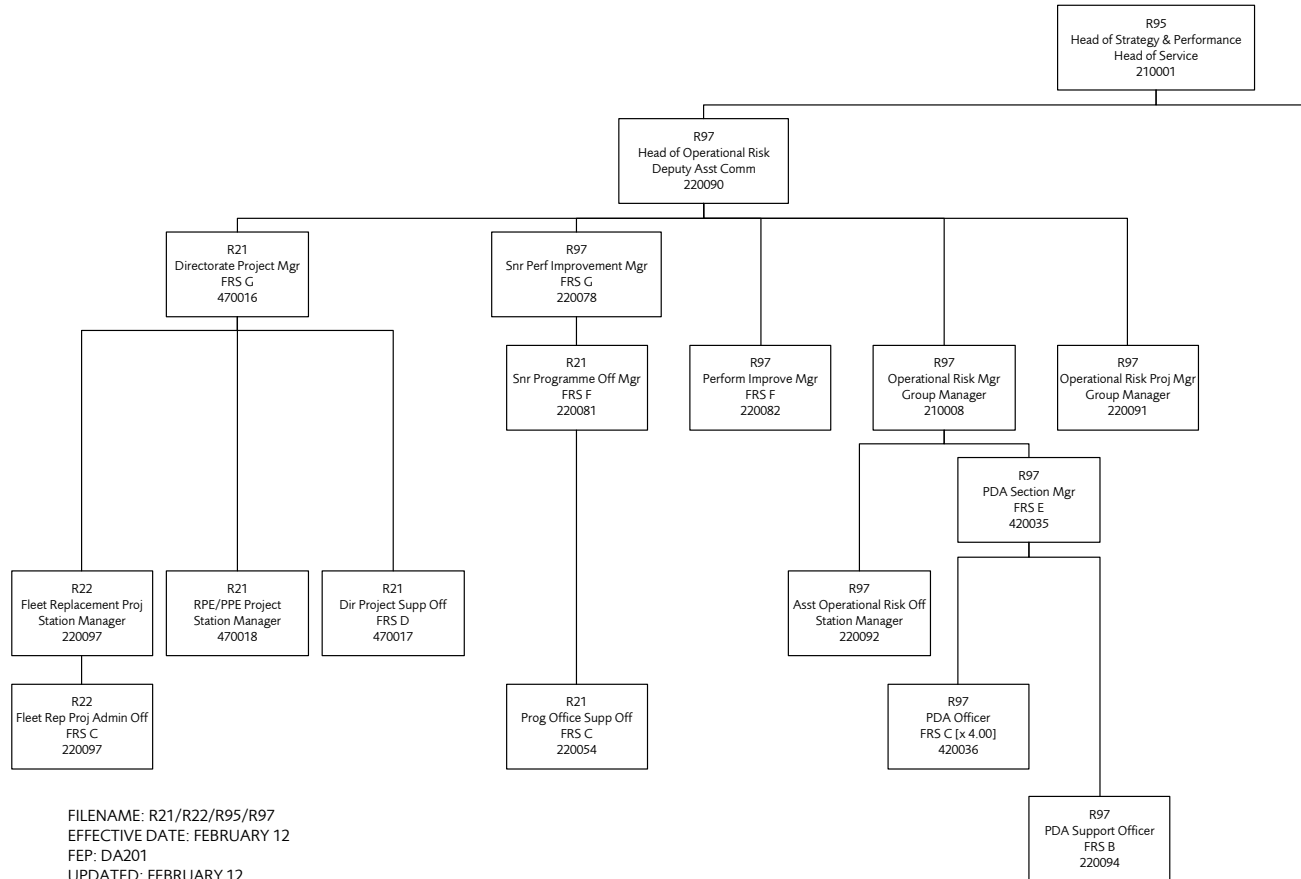 R95
Head of Strategy & Performance
Head of Service
210001
R97
Head of Operational Risk
Deputy Asst Comm
220090
R21
Directorate Project Mgr
FRS G
470016
R97
Snr Perf Improvement Mgr
FRS G
220078
R21
Snr Programme Off Mgr
FRS F
220081
R97
Perform Improve Mgr
FRS F
220082
R97
Operational Risk Mgr
Group Manager
210008
R97
Operational Risk Proj Mgr
Group Manager
220091
R97
PDA Section Mgr
FRS E
420035
R22
Fleet Replacement Proj
Station Manager
220097
R21
RPE/PPE Project
Station Manager
470018
R21
Dir Project Supp Off
FRS D
470017
R97
Asst Operational Risk Off
Station Manager
220092
R22
Fleet Rep Proj Admin Off
FRS C
220097
R21
Prog Office Supp Off
FRS C
220054
R97
PDA Officer
FRS C [x 4.00]
420036
R97
PDA Support Officer
FRS B
220094
FILENAME: R21/R22/R95/R97
EFFECTIVE DATE: FEBRUARY 12
FEP: DA201
UPDATED: FEBRUARY 12